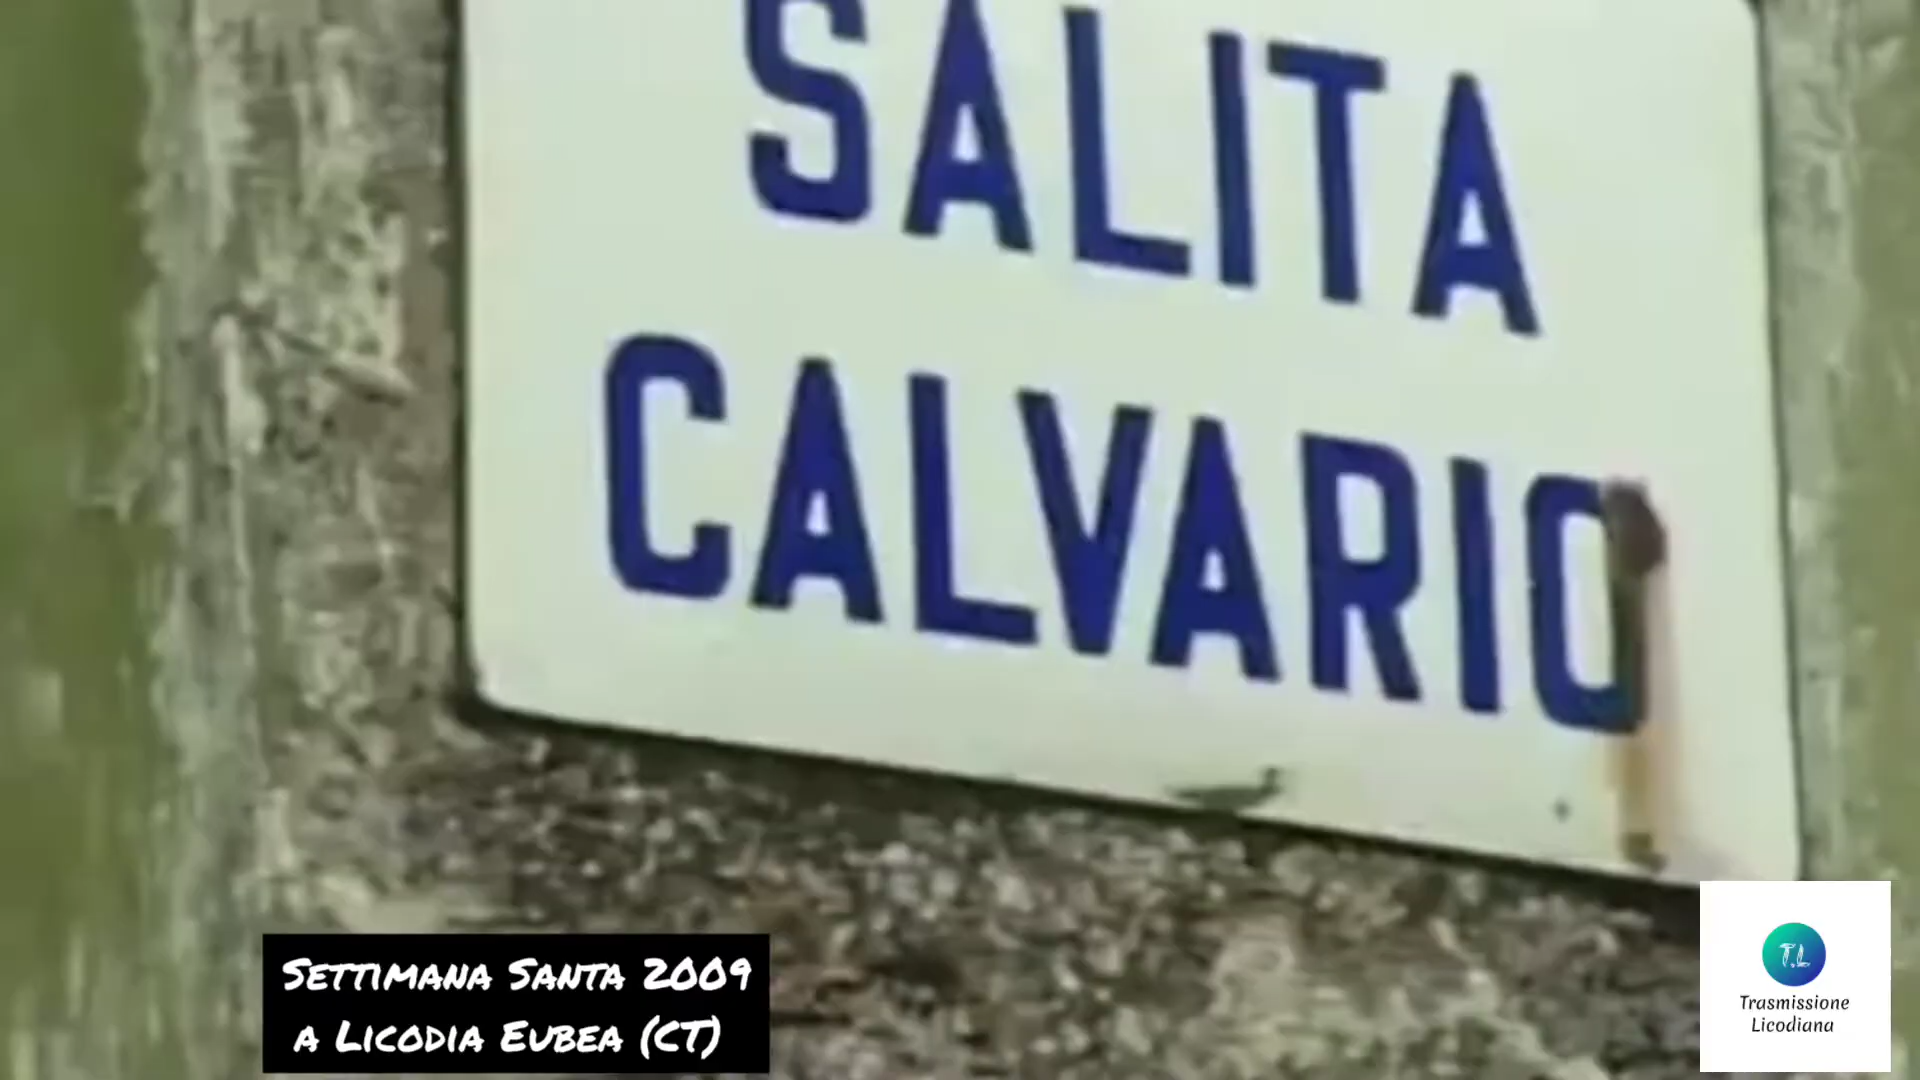 SALITA
CALVARIO
SETTIMANA SANTA 2009
A LICODIA EUBEA (CT)
T.L
Trasmissione
Licodiana